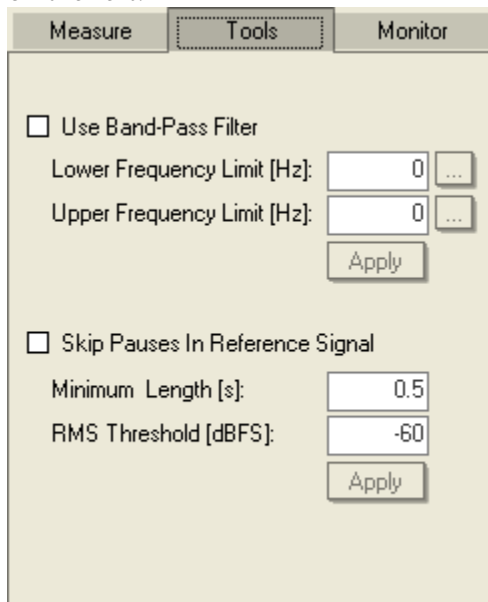 Measure Tools Monitor
Use Band-Pass Filter
Lower Frequency Limit [Hz]: 0 ...
Upper Frequency Limit [Hz]: 0 ...
Apply
Skip Pauses In Reference Signal
Minimum Length [s]: 0.5
RMS Threshold [dBFS]: -60
Apply